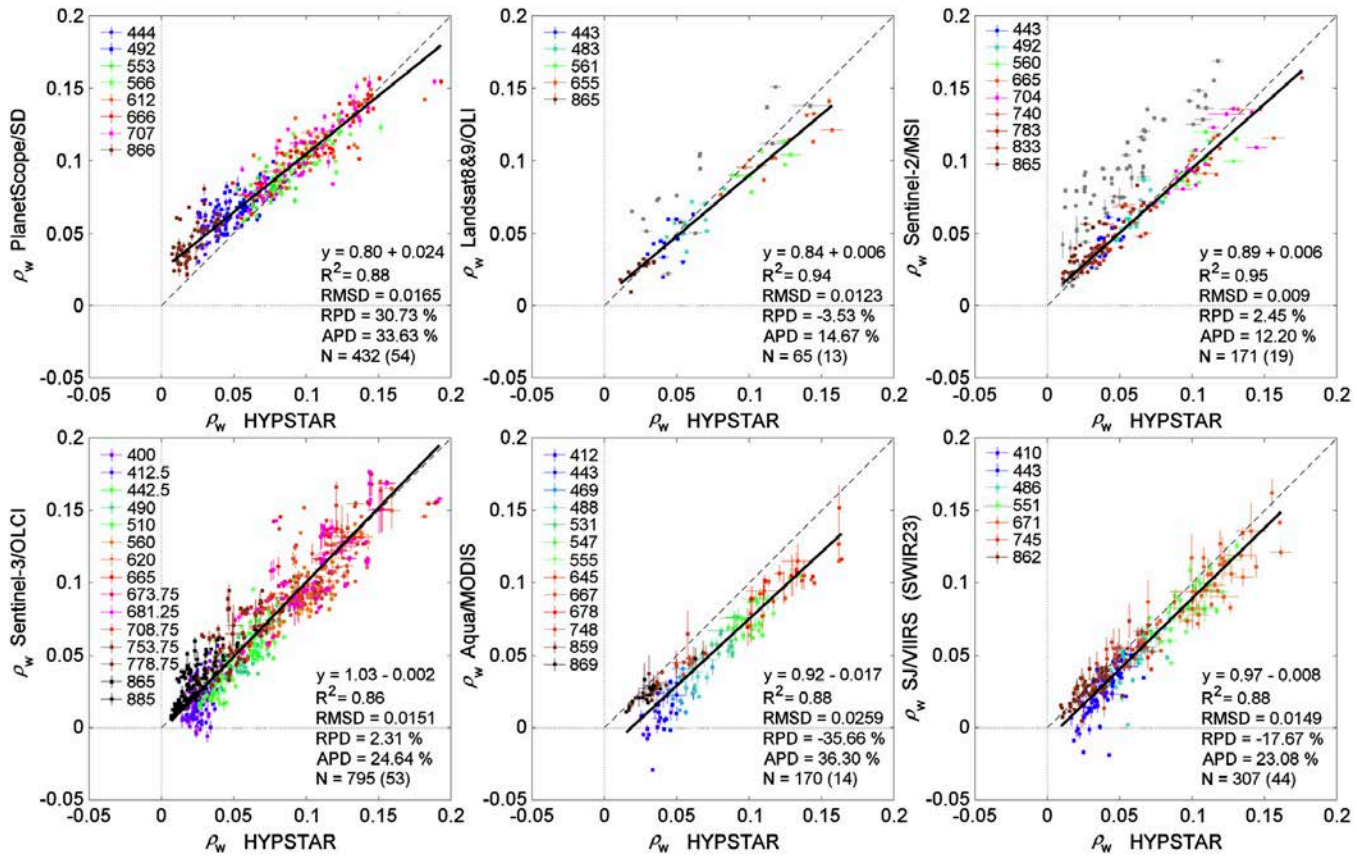 0.2
0.15
0.1
0.05
0
-0.05
ρw PlanetScope/SD
444
492
553
566
612
666
707
866
y = 0.80 + 0.024
R2= 0.88
RMSD = 0.0165
RPD = 30.73 %
APD = 33.63 %
N = 432 (54)
-0.05 0 0.05 0.1 0.15 0.2
ρw HYPSTAR
0.2
0.15
0.1
0.05
0
-0.05
ρw Landsat8&9/OLI
443
483
561
655
865
y = 0.84 + 0.006
R2 = 0.94
RMSD = 0.0123
RPD = -3.53 %
APD = 14.67 %
N = 65 (13)
-0.05 0 0.05 0.1 0.15 0.2
ρw HYPSTAR
0.2
0.15
0.1
0.05
0
-0.05
ρw Sentinel-2/MSI
443
492
560
665
704
740
783
833
865
y = 0.89 + 0.006
R2 = 0.95
RMSD = 0.009
RPD = 2.45 %
APD = 12.20 %
N = 171 (19)
-0.05 0 0.05 0.1 0.15 0.2
ρw HYPSTAR
0.2
0.15
0.1
0.05
0
-0.05
ρw Sentinel-3/OLCI
400
412.5
442.5
490
510
560
620
665
673.75
681.25
708.75
753.75
778.75
865
885
y = 1.03 - 0.002
R2= 0.86
RMSD = 0.0151
RPD = 2.31 %
APD = 24.64 %
N = 795 (53)
-0.05 0 0.05 0.1 0.15 0.2
ρw HYPSTAR
0.2
0.15
0.1
0.05
0
-0.05
ρw Aqua/MODIS
412
443
469
488
531
547
555
645
667
678
748
859
869
y = 0.92 - 0.017
R2 = 0.88
RMSD = 0.0259
RPD = -35.66 %
APD = 36.30 %
N = 170 (14)
-0.05 0 0.05 0.1 0.15 0.2
ρw HYPSTAR
0.2
0.15
0.1
0.05
0
-0.05
ρw SJ/VIIRS (SWIR23)
410
443
486
551
671
745
862
y = 0.97 - 0.008
R2 = 0.88
RMSD = 0.0149
RPD = -17.67 %
APD = 23.08 %
N = 307 (44)
-0.05 0 0.05 0.1 0.15 0.2
ρw HYPSTAR